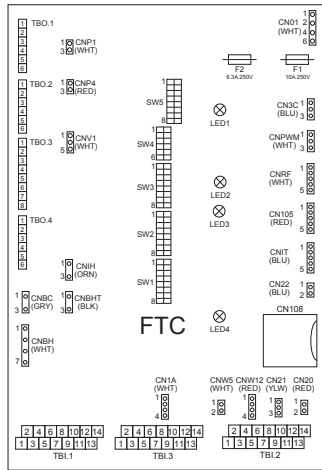 TBO.1
1
2
3
4
5
6
CNP1
(WHT)
1
3
TBO.2
1
2
3
4
5
CNP4
(RED)
1
3
TBO.3
1
2
3
4
5
6
7
8
CNV1
(WHT)
1
5
TBO.4
1
2
3
4
5
6
CNIH
(ORN)
1
3
CNBC
(GRY)
1
3
CNBHT
(BLK)
1
3
CNBH
(WHT)
1
7
SW5
1
8
SW4
1
6
SW3
1
8
SW2
1
8
SW1
1
8
FTC
LED1
LED2
LED3
LED4
CN01
(WHT)
1
2
4
6
F2
6.3A 250V
F1
10A 250V
CN3C
(BLU)
1
3
CNPWM
(WHT)
1
3
CNRF
(WHT)
1
5
CN105
(RED)
1
5
CNIT
(BLU)
1
5
CN22
(BLU)
1
2
CN108
CN1A
(WHT)
1
4
CNW5
(WHT)
1
2
CNW12
(RED)
1
4
CN21
(YLW)
1
3
CN20
(RED)
1
2
2 4 6 8 10 12 14
1 3 5 7 9 11 13
TBI.1
2 4 6 8 10 12 14
1 3 5 7 9 11 13
TBI.3
2 4 6 8 10 12 14
1 3 5 7 9 11 13
TBI.2